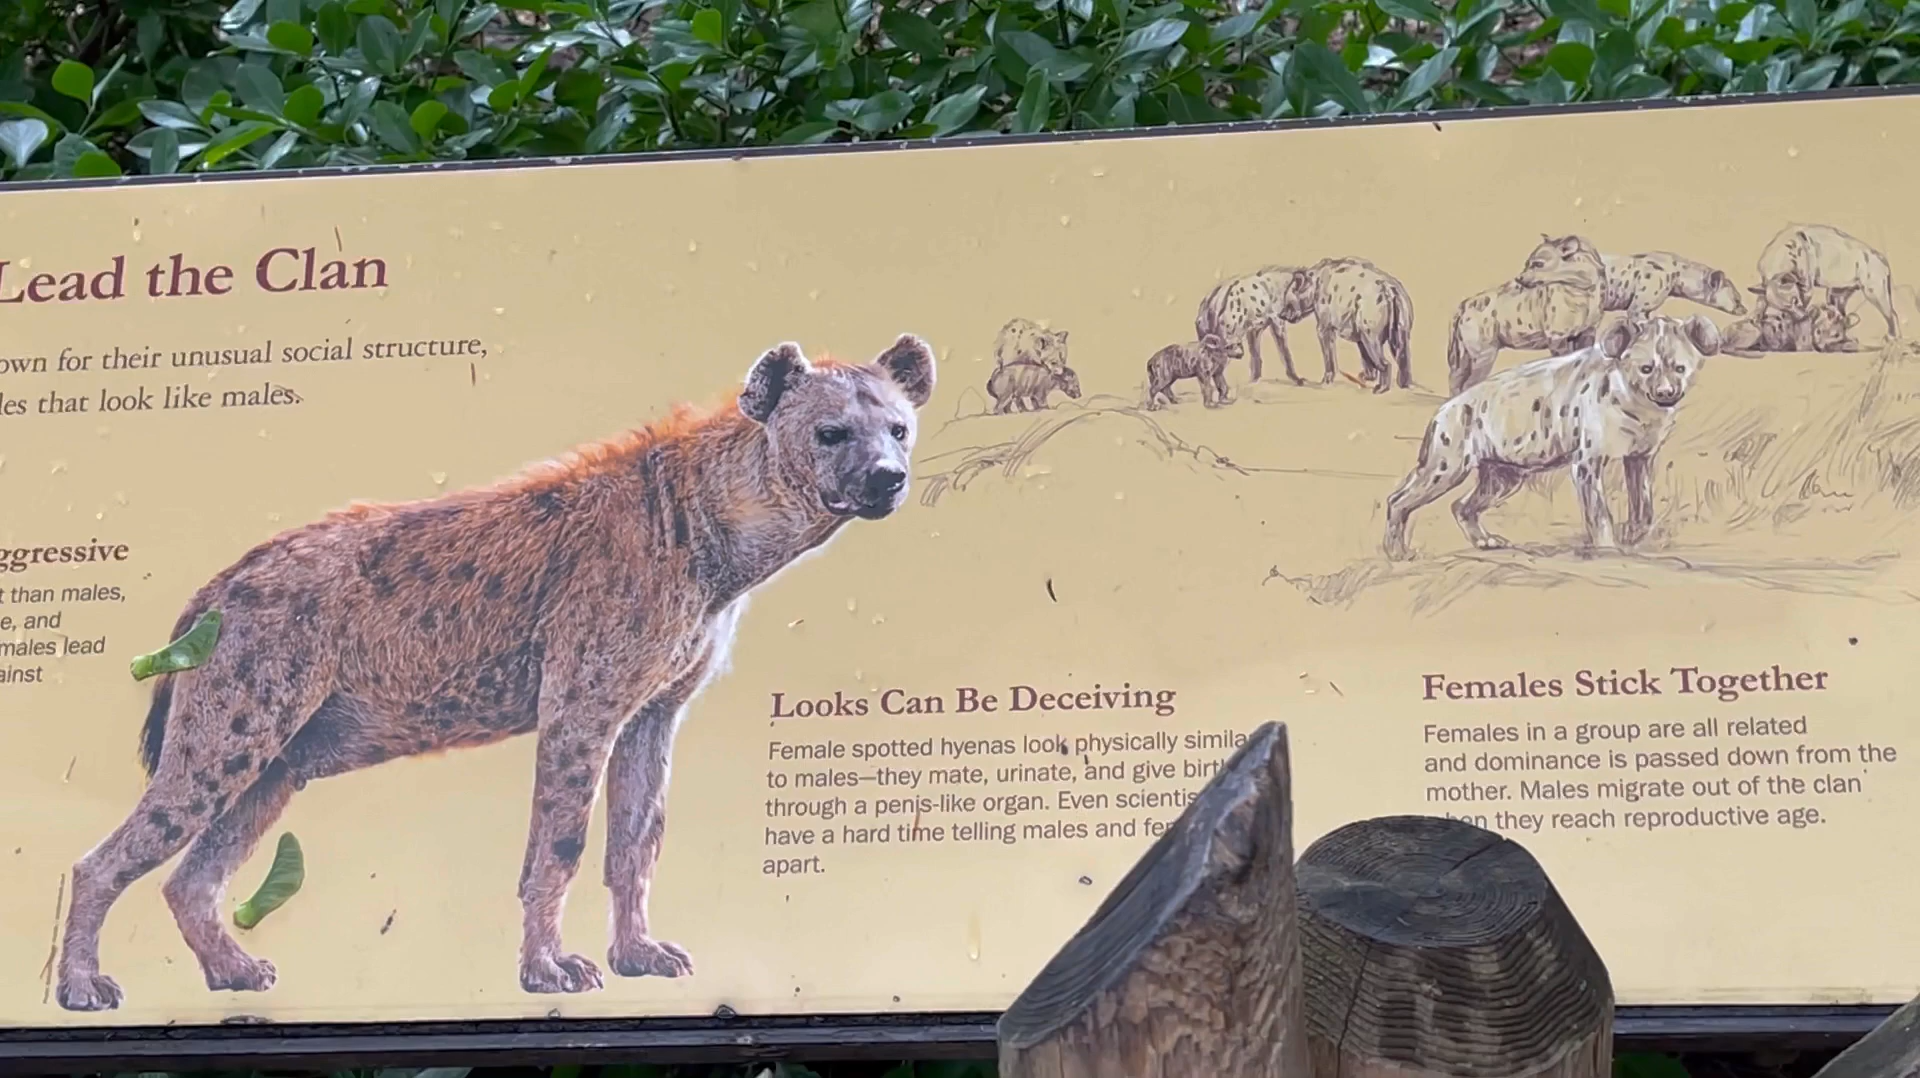 Lead the Clan
own for their unusual social structure,
les that look like males.
ggressive
t than males,
e, and
males lead
ainst
Looks Can Be Deceiving
Female spotted hyenas look physically simila
to males—they mate, urinate, and give birt
through a penis-like organ. Even scientis
have a hard time telling males and fe
apart.
Females Stick Together
Females in a group are all related
and dominance is passed down from the
mother. Males migrate out of the clan
when they reach reproductive age.